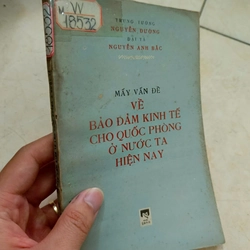 VV
18532
TRUNG TƯỚNG
NGUYỄN DƯƠNG
ĐẠI TÁ
NGUYỄN ANH BẮC
MẤY VẤN ĐỀ
VỀ
BẢO ĐẢM KINH TẾ
CHO QUỐC PHÒNG
Ở NƯỚC TA
HIỆN NAY